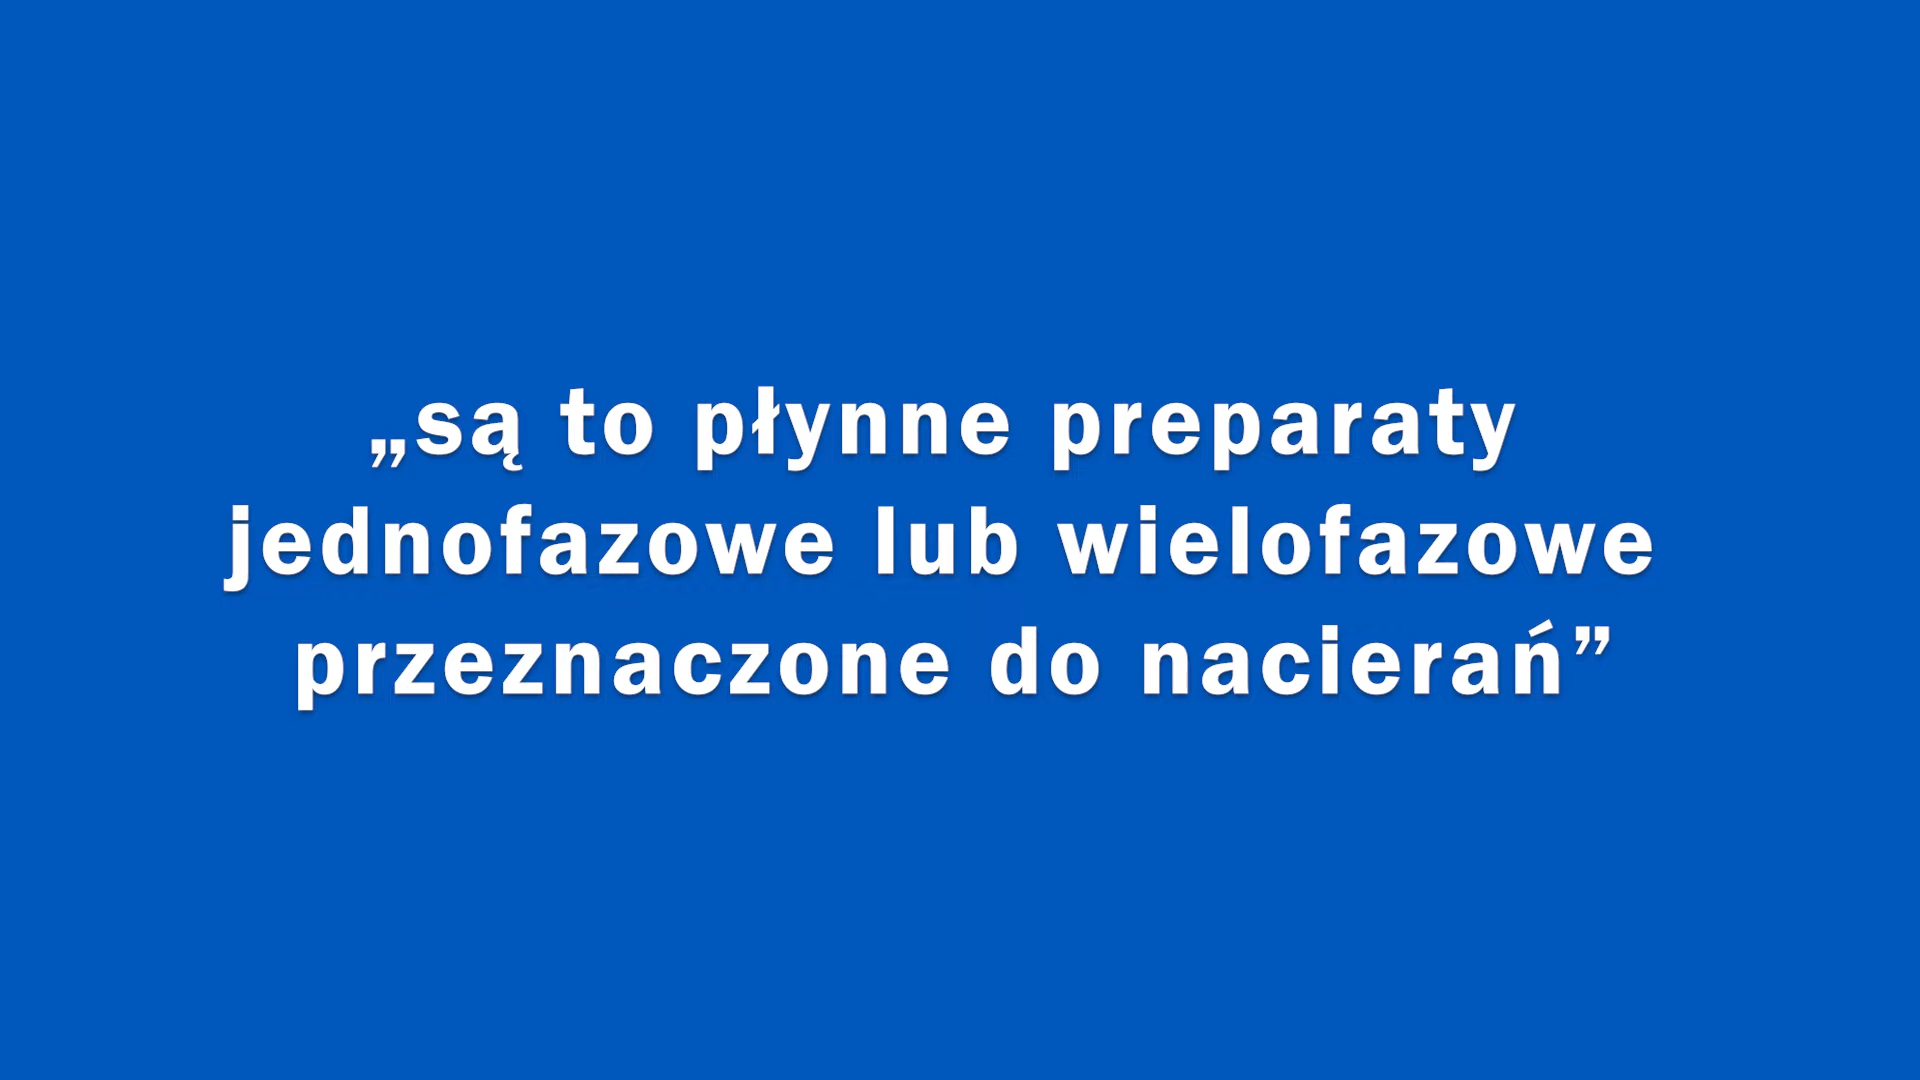 „są to płynne preparaty
jednofazowe lub wielofazowe
przeznaczone do nacierań”